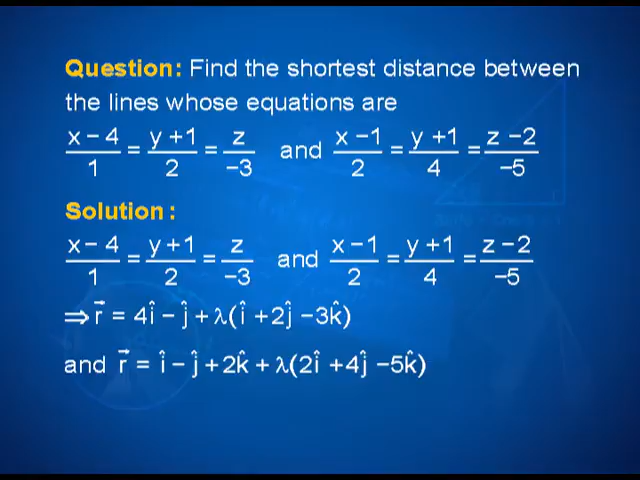 Question: Find the shortest distance between
the lines whose equations are
x − 4 / 1 = y + 1 / 2 = z / −3 and x − 1 / 2 = y + 1 / 4 = z − 2 / −5
Solution :
x − 4 / 1 = y + 1 / 2 = z / −3 and x − 1 / 2 = y + 1 / 4 = z − 2 / −5
⇒ r⃗ = 4î − ĵ + λ(î + 2ĵ − 3k̂)
and r⃗ = î − ĵ + 2k̂ + λ(2î + 4ĵ − 5k̂)